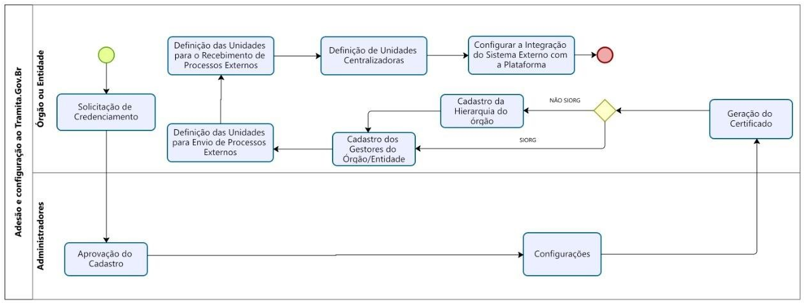 Adesão e configuração ao Tramita.Gov.Br
Órgão ou Entidade
Solicitação de
Credenciamento
Definição das Unidades
para o Recebimento de
Processos Externos
Definição de Unidades
Centralizadoras
Configurar a Integração
do Sistema Externo com
a Plataforma
Definição das Unidades
para Envio de Processos
Externos
Cadastro dos
Gestores do
Órgão/Entidade
Cadastro da
Hierarquia do
órgão
NÃO SIORG
SIORG
Geração do
Certificado
Administradores
Aprovação do
Cadastro
Configurações